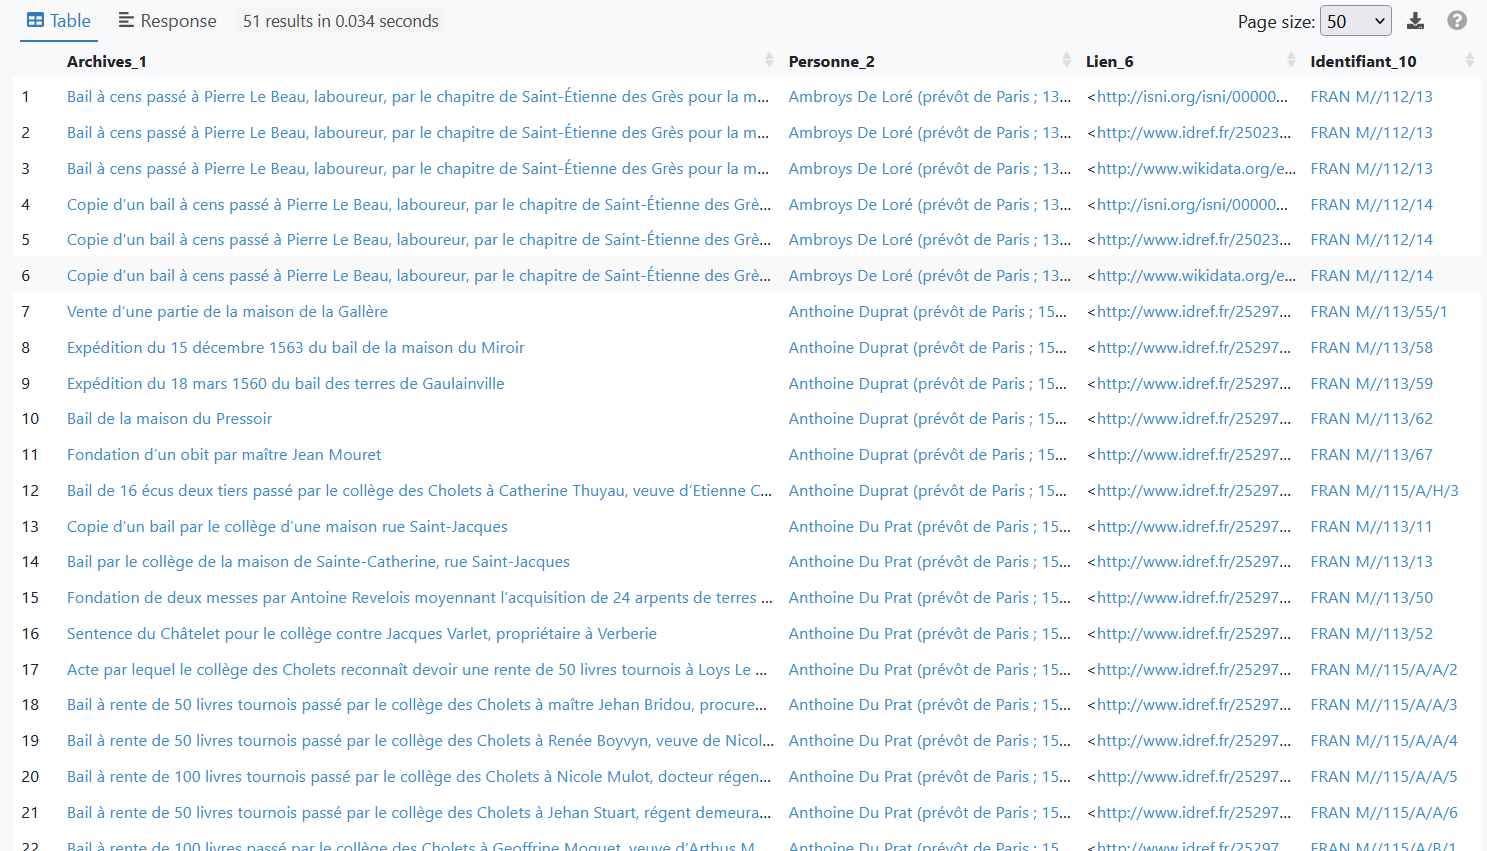 Table Response 51 results in 0.034 seconds Page size: 50
Archives_1 Personne_2 Lien_6 Identifiant_10
1 Bail à cens passé à Pierre Le Beau, laboureur, par le chapitre de Saint-Étienne des Grès pour la m... Ambroys De Loré (prévôt de Paris ; 13... <http://isni.org/isni/00000... FRAN M//112/13
2 Bail à cens passé à Pierre Le Beau, laboureur, par le chapitre de Saint-Étienne des Grès pour la m... Ambroys De Loré (prévôt de Paris ; 13... <http://www.idref.fr/25023... FRAN M//112/13
3 Bail à cens passé à Pierre Le Beau, laboureur, par le chapitre de Saint-Étienne des Grès pour la m... Ambroys De Loré (prévôt de Paris ; 13... <http://www.wikidata.org/e... FRAN M//112/13
4 Copie d'un bail à cens passé à Pierre Le Beau, laboureur, par le chapitre de Saint-Étienne des Grè... Ambroys De Loré (prévôt de Paris ; 13... <http://isni.org/isni/00000... FRAN M//112/14
5 Copie d'un bail à cens passé à Pierre Le Beau, laboureur, par le chapitre de Saint-Étienne des Grè... Ambroys De Loré (prévôt de Paris ; 13... <http://www.idref.fr/25023... FRAN M//112/14
6 Copie d'un bail à cens passé à Pierre Le Beau, laboureur, par le chapitre de Saint-Étienne des Grè... Ambroys De Loré (prévôt de Paris ; 13... <http://www.wikidata.org/e... FRAN M//112/14
7 Vente d’une partie de la maison de la Gallère Anthoine Duprat (prévôt de Paris ; 15... <http://www.idref.fr/25297... FRAN M//113/55/1
8 Expédition du 15 décembre 1563 du bail de la maison du Miroir Anthoine Duprat (prévôt de Paris ; 15... <http://www.idref.fr/25297... FRAN M//113/58
9 Expédition du 18 mars 1560 du bail des terres de Gaulainville Anthoine Duprat (prévôt de Paris ; 15... <http://www.idref.fr/25297... FRAN M//113/59
10 Bail de la maison du Pressoir Anthoine Duprat (prévôt de Paris ; 15... <http://www.idref.fr/25297... FRAN M//113/62
11 Fondation d’un obit par maître Jean Mouret Anthoine Duprat (prévôt de Paris ; 15... <http://www.idref.fr/25297... FRAN M//113/67
12 Bail de 16 écus deux tiers passé par le collège des Cholets à Catherine Thuyau, veuve d’Etienne C... Anthoine Duprat (prévôt de Paris ; 15... <http://www.idref.fr/25297... FRAN M//115/A/H/3
13 Copie d'un bail par le collège d’une maison rue Saint-Jacques Anthoine Du Prat (prévôt de Paris ; 15... <http://www.idref.fr/25297... FRAN M//113/11
14 Bail par le collège de la maison de Sainte-Catherine, rue Saint-Jacques Anthoine Du Prat (prévôt de Paris ; 15... <http://www.idref.fr/25297... FRAN M//113/13
15 Fondation de deux messes par Antoine Revelois moyennant l’acquisition de 24 arpents de terres ... Anthoine Du Prat (prévôt de Paris ; 15... <http://www.idref.fr/25297... FRAN M//113/50
16 Sentence du Châtelet pour le collège contre Jacques Varlet, propriétaire à Verberie Anthoine Du Prat (prévôt de Paris ; 15... <http://www.idref.fr/25297... FRAN M//113/52
17 Acte par lequel le collège des Cholets reconnaît devoir une rente de 50 livres tournois à Loys Le ... Anthoine Du Prat (prévôt de Paris ; 15... <http://www.idref.fr/25297... FRAN M//115/A/A/2
18 Bail à rente de 50 livres tournois passé par le collège des Cholets à maître Jehan Bridou, procure... Anthoine Du Prat (prévôt de Paris ; 15... <http://www.idref.fr/25297... FRAN M//115/A/A/3
19 Bail à rente de 50 livres tournois passé par le collège des Cholets à Renée Boyvyn, veuve de Nicol... Anthoine Du Prat (prévôt de Paris ; 15... <http://www.idref.fr/25297... FRAN M//115/A/A/4
20 Bail à rente de 100 livres tournois passé par le collège des Cholets à Nicole Mulot, docteur régen... Anthoine Du Prat (prévôt de Paris ; 15... <http://www.idref.fr/25297... FRAN M//115/A/A/5
21 Bail à rente de 50 livres tournois passé par le collège des Cholets à Jehan Stuart, régent demeura... Anthoine Du Prat (prévôt de Paris ; 15... <http://www.idref.fr/25297... FRAN M//115/A/A/6
22 Bail à rente de 100 livres passé par le collège des Cholets à Geoffrine Moquet, veuve d’Arthus M... Anthoine Du Prat (prévôt de Paris ; 15... <http://www.idref.fr/25297... FRAN M//115/A/B/1